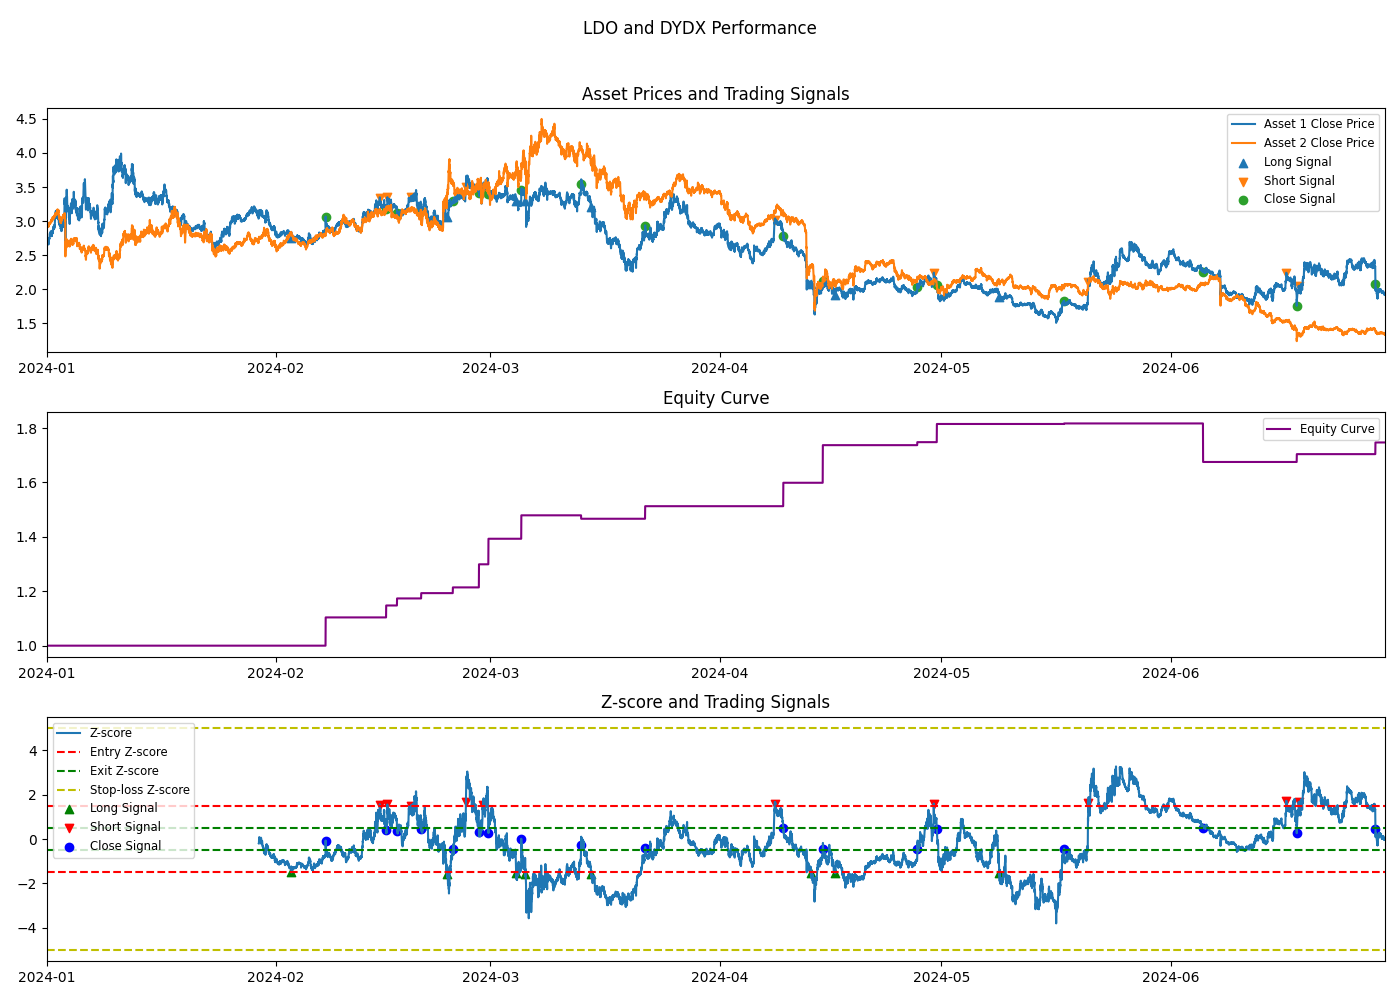 LDO and DYDX Performance
Asset Prices and Trading Signals
4.5
4.0
3.5
3.0
2.5
2.0
1.5
Asset 1 Close Price
Asset 2 Close Price
Long Signal
Short Signal
Close Signal
2024-01 2024-02 2024-03 2024-04 2024-05 2024-06
Equity Curve
1.8
1.6
1.4
1.2
1.0
Equity Curve
2024-01 2024-02 2024-03 2024-04 2024-05 2024-06
Z-score and Trading Signals
4
2
0
−2
−4
Z-score
Entry Z-score
Exit Z-score
Stop-loss Z-score
Long Signal
Short Signal
Close Signal
2024-01 2024-02 2024-03 2024-04 2024-05 2024-06